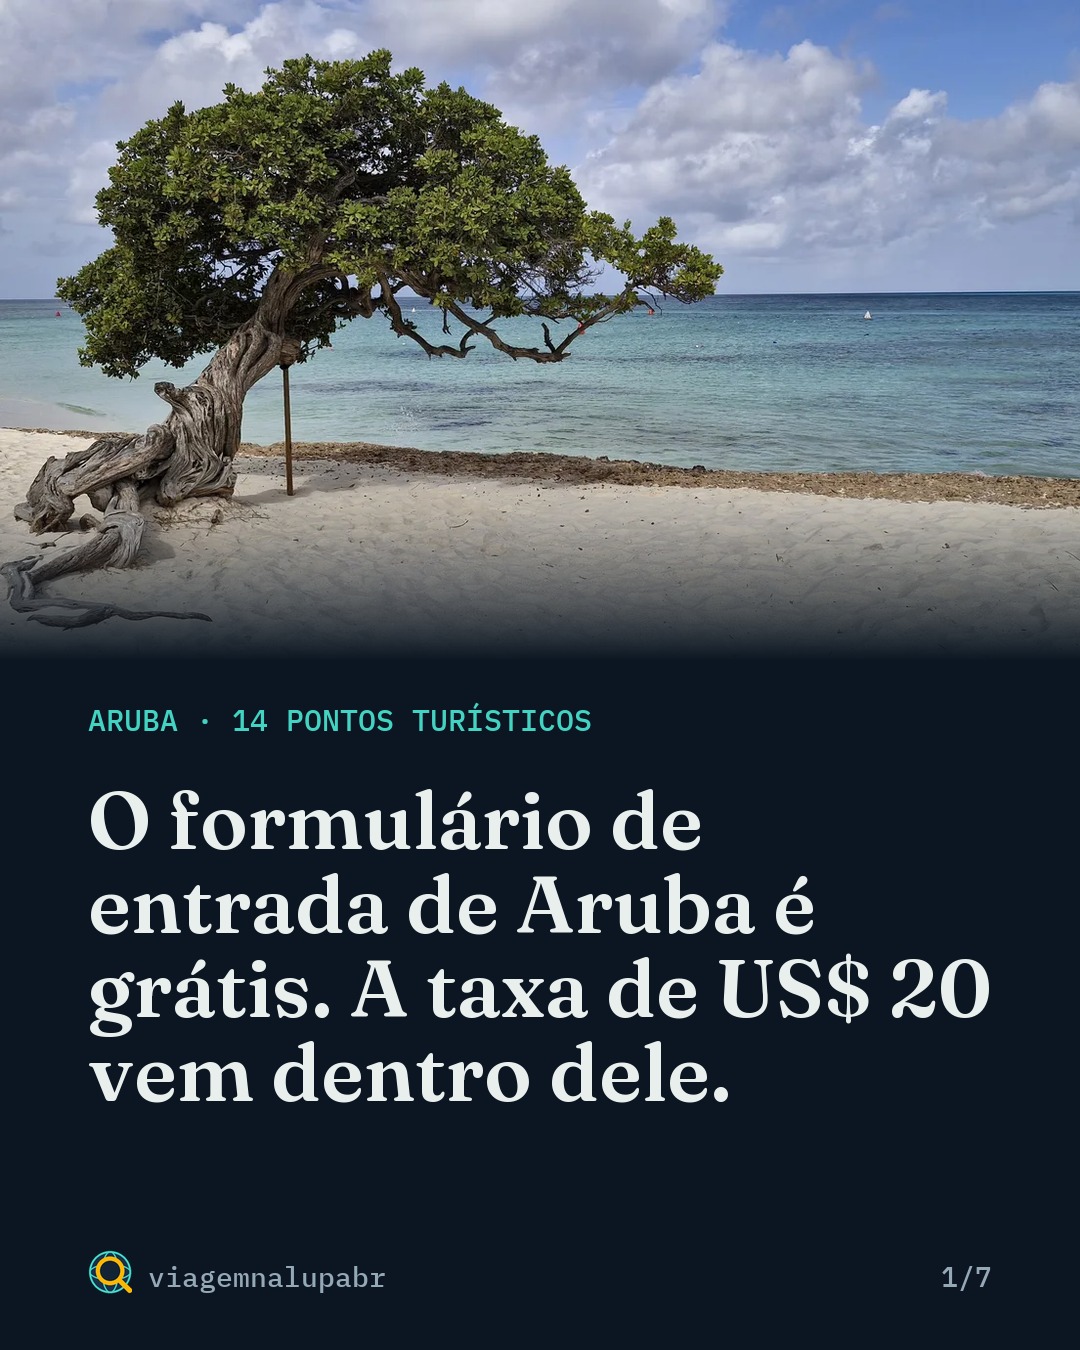 ARUBA · 14 PONTOS TURÍSTICOS
O formulário de
entrada de Aruba é
grátis. A taxa de US$ 20
vem dentro dele.
viagemnalupabr
1/7